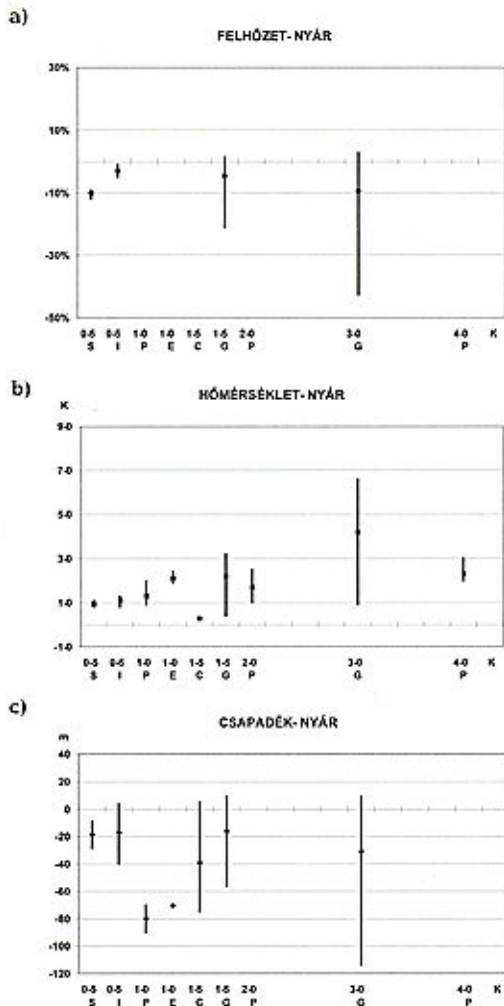 a)
FELHŐZET-NYÁR
30%
10%
-10%
-30%
-50%
0-5 0-5 1-0 1-0 1-5 1-5 2-0 3-0 4-0 K
S I P E C G P G P
b)
HŐMÉRSÉKLET-NYÁR
K
9-0
7-0
5-0
3-0
1-0
-1-0
0-5 0-5 1-0 1-0 1-5 1-5 2-0 3-0 4-0 K
S I P E C G P G P
c)
CSAPADÉK-NYÁR
m
40
20
0
-20
-40
-60
-80
-100
-120
0-5 0-5 1-0 1-0 1-5 1-5 2-0 3-0 4-0 K
S I P E C G P G P